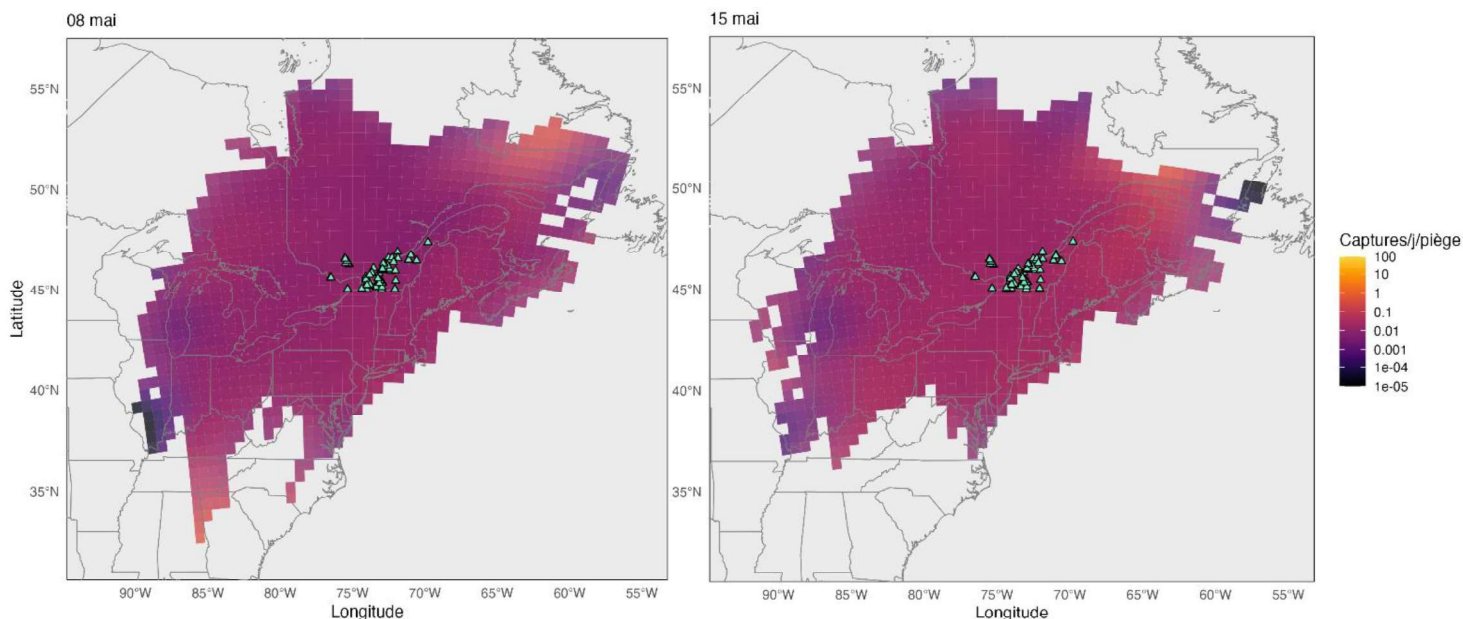 08 mai
15 mai
55°N
50°N
45°N
40°N
35°N
Latitude
90°W 85°W 80°W 75°W 70°W 65°W 60°W 55°W
Longitude
55°N
50°N
45°N
40°N
35°N
90°W 85°W 80°W 75°W 70°W 65°W 60°W 55°W
Longitude
Captures/j/piège
100
10
1
0.1
0.01
0.001
1e-04
1e-05